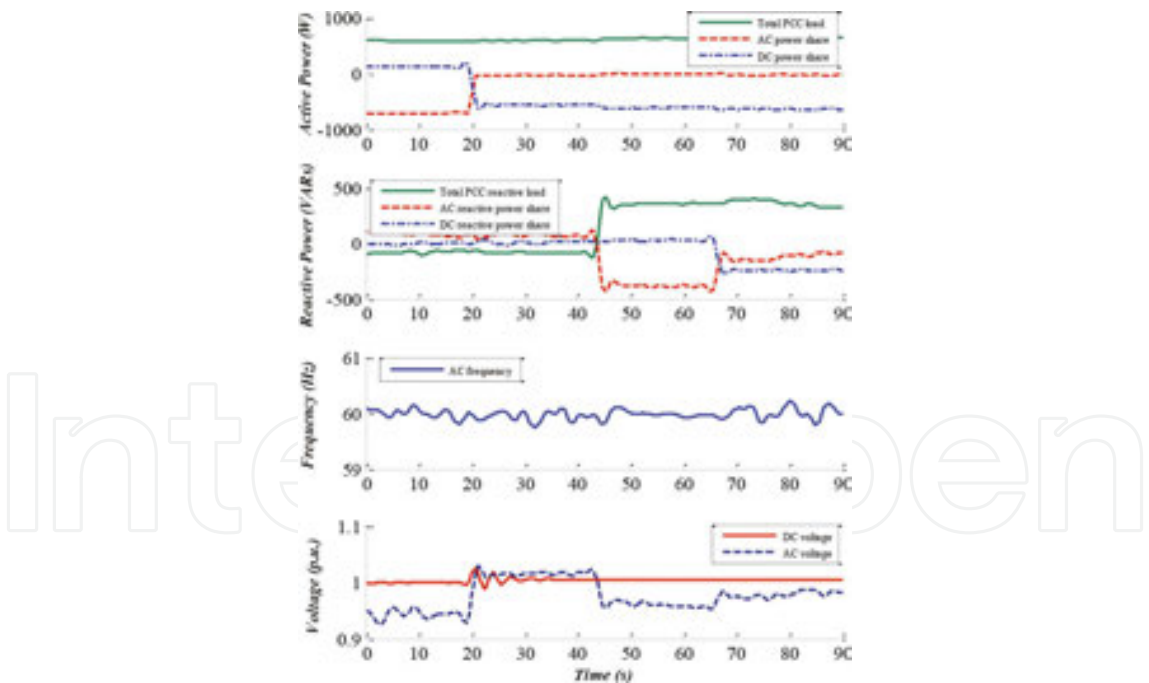 Active Power (W)
1000
0
-1000
Total PCC load
AC power share
DC power share
0 10 20 30 40 50 60 70 80 90
Reactive Power (VARs)
500
0
-500
Total PCC reactive load
AC reactive power share
DC reactive power share
0 10 20 30 40 50 60 70 80 90
Frequency (Hz)
61
60
59
AC frequency
0 10 20 30 40 50 60 70 80 90
Voltage (p.u.)
1.1
1
0.9
DC voltage
AC voltage
0 10 20 30 40 50 60 70 80 90
Time (s)
Inte
pen